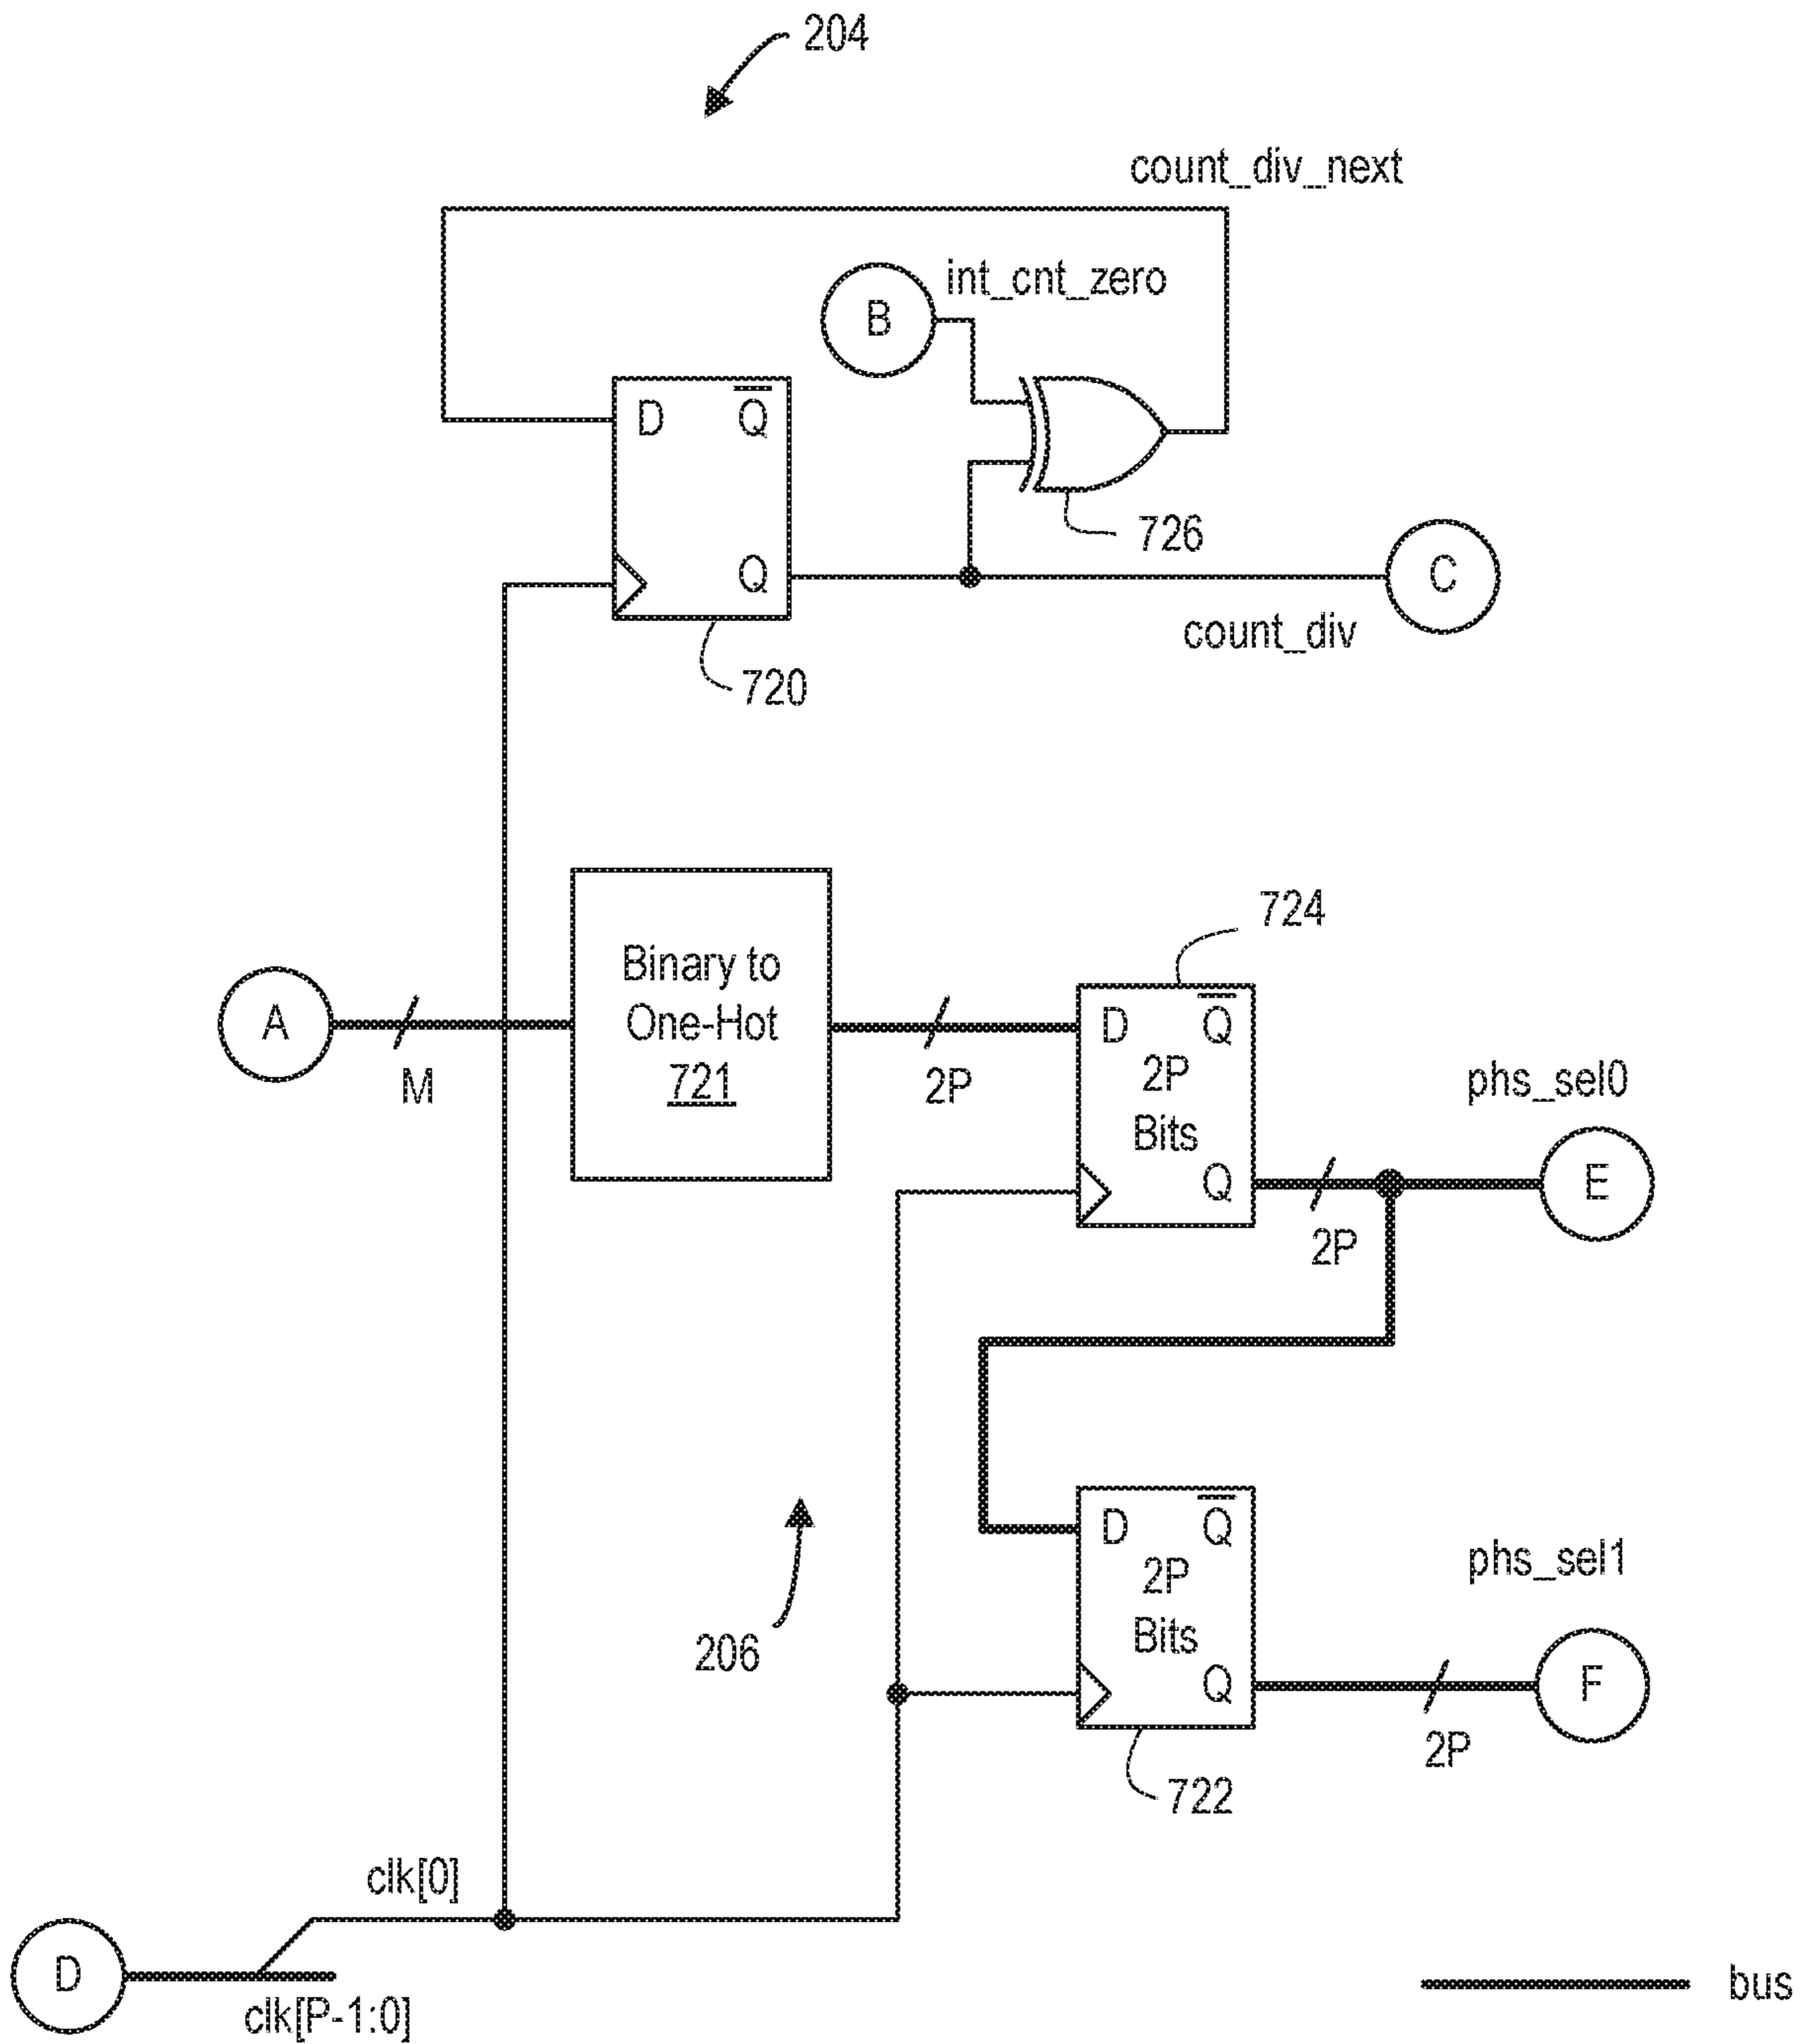 204
count_div_next
int_cnt_zero
B
D Q
726
Q
C
count_div
720
724
Binary to
One-Hot
721
A
M
2P
D Q
2P
Bits
Q
phs_sel0
E
2P
D Q
2P
Bits
Q
phs_sel1
206
F
2P
722
clk[0]
D
clk[P-1:0]
bus